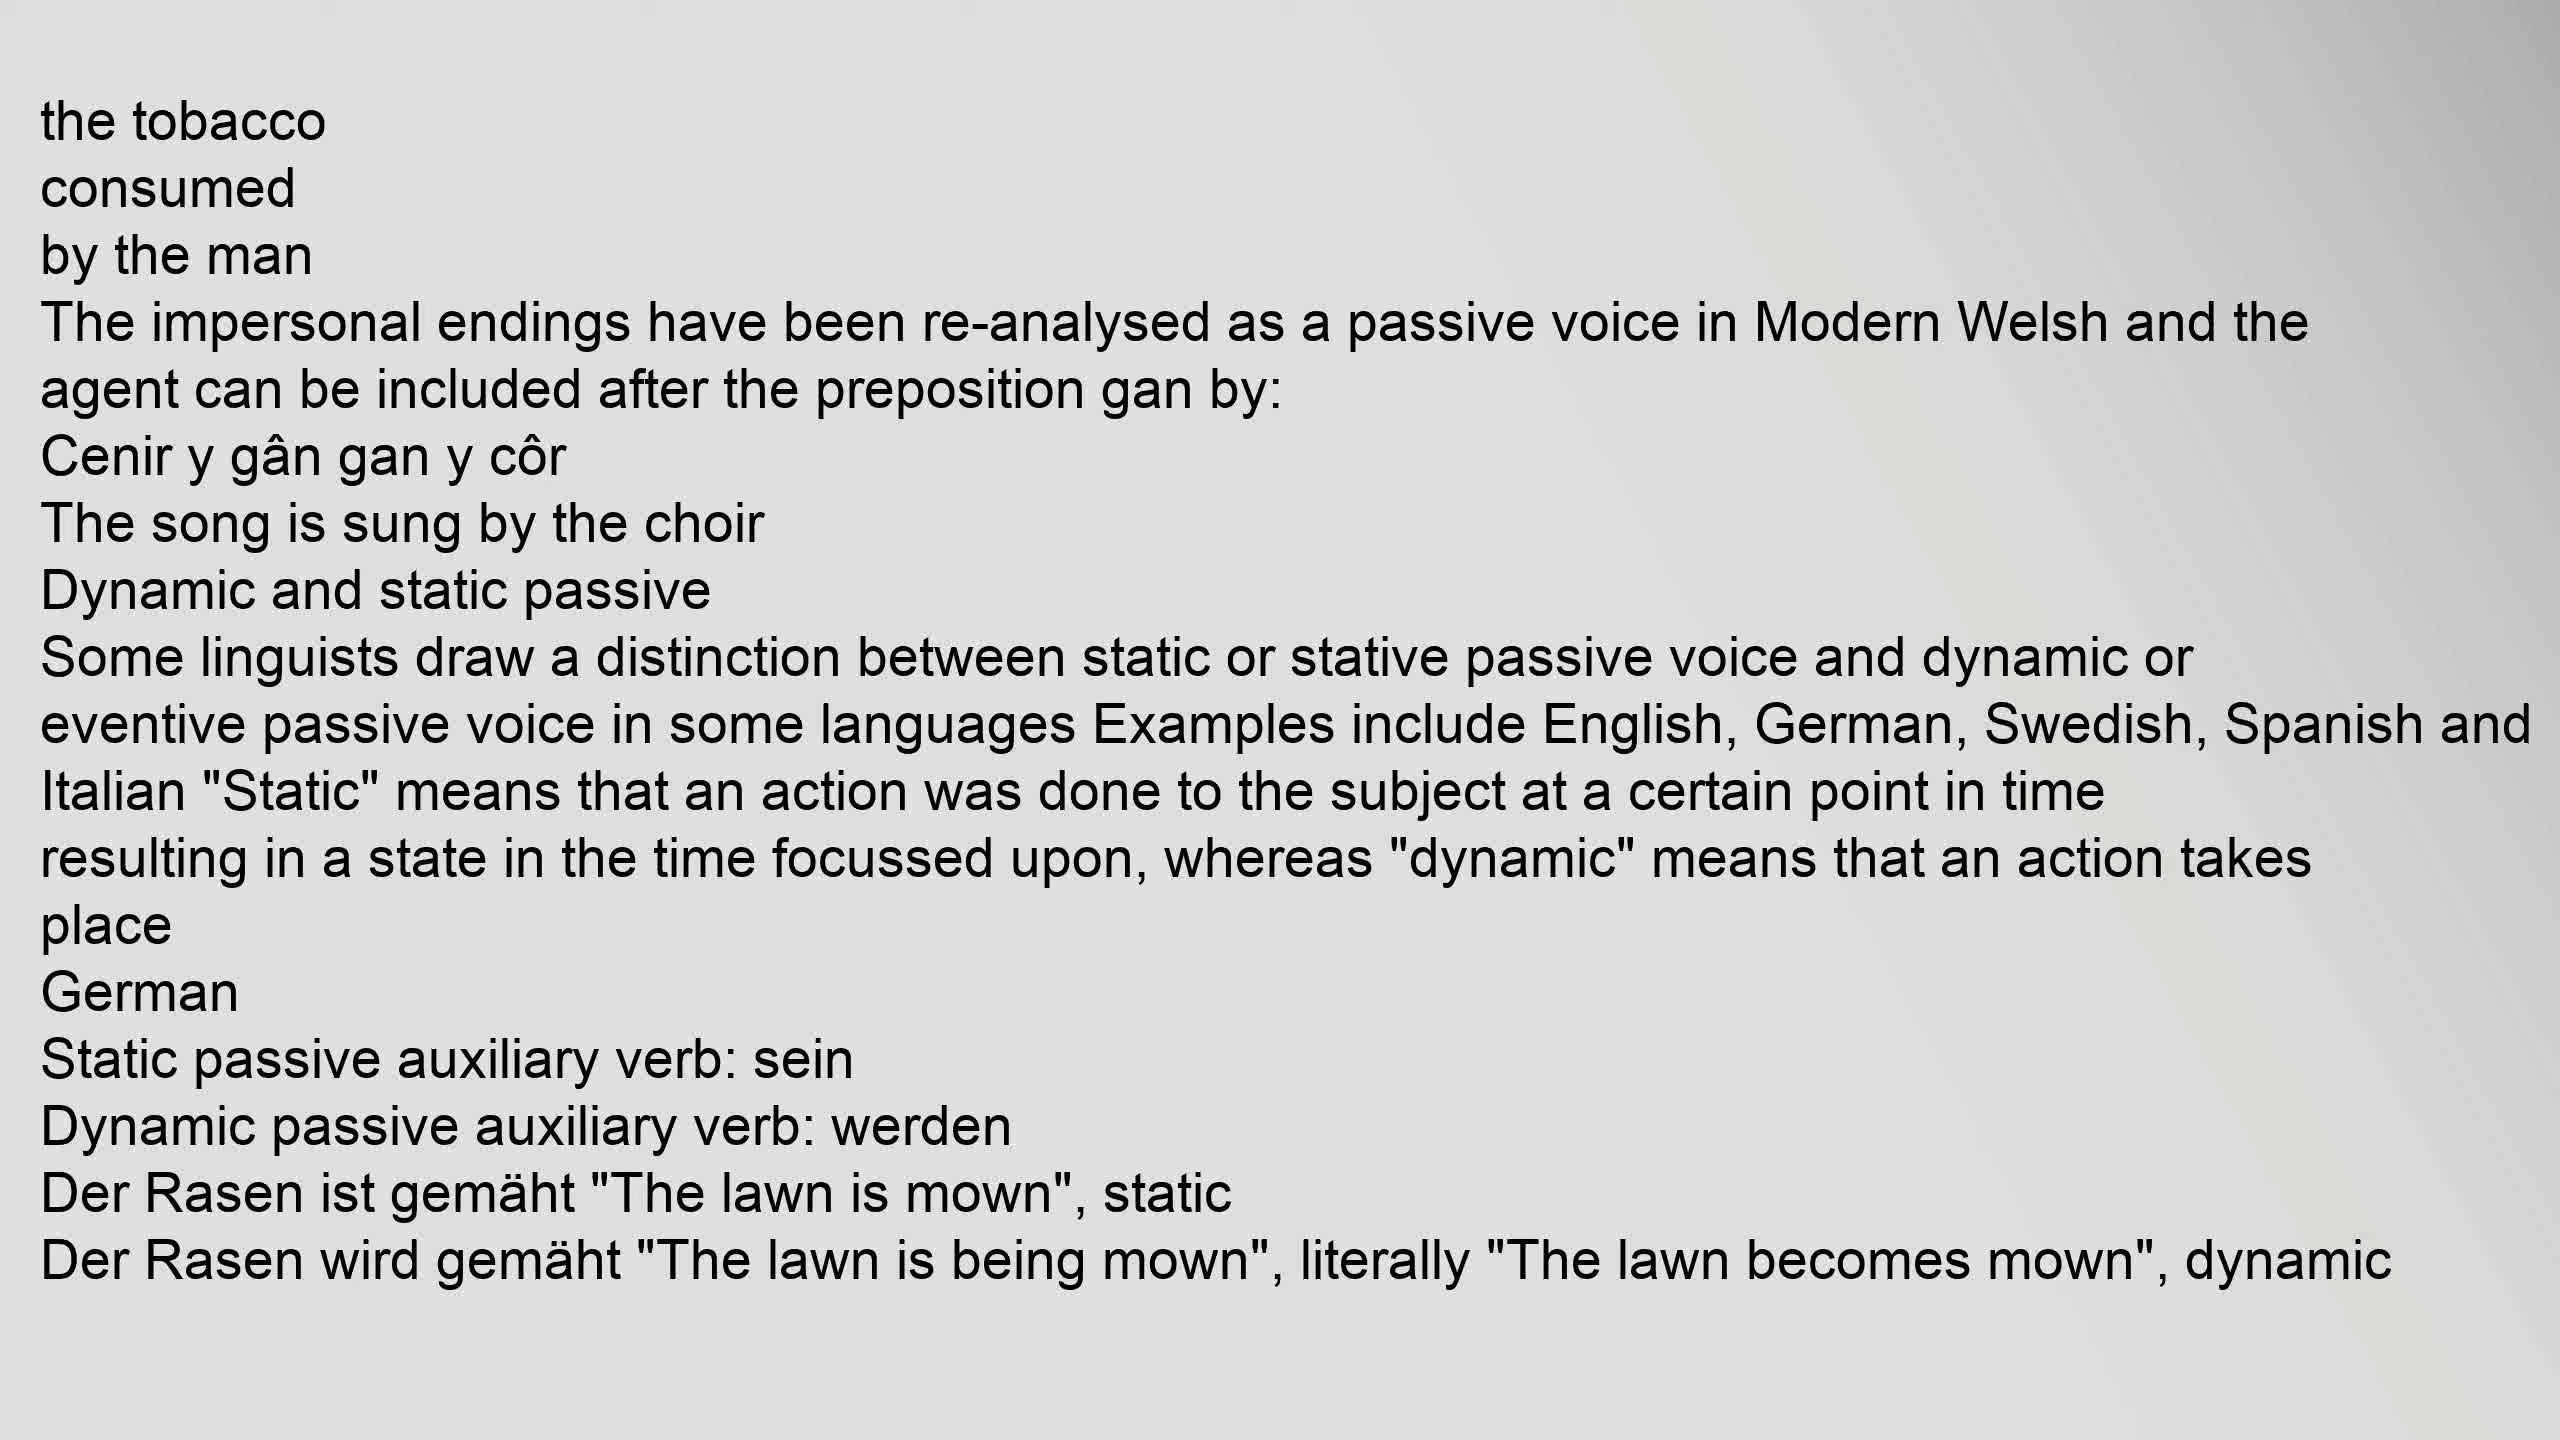 the tobacco
consumed
by the man
The impersonal endings have been re-analysed as a passive voice in Modern Welsh and the
agent can be included after the preposition gan by:
Cenir y gân gan y côr
The song is sung by the choir
Dynamic and static passive
Some linguists draw a distinction between static or stative passive voice and dynamic or
eventive passive voice in some languages Examples include English, German, Swedish, Spanish and
Italian "Static" means that an action was done to the subject at a certain point in time
resulting in a state in the time focussed upon, whereas "dynamic" means that an action takes
place
German
Static passive auxiliary verb: sein
Dynamic passive auxiliary verb: werden
Der Rasen ist gemäht "The lawn is mown", static
Der Rasen wird gemäht "The lawn is being mown", literally "The lawn becomes mown", dynamic